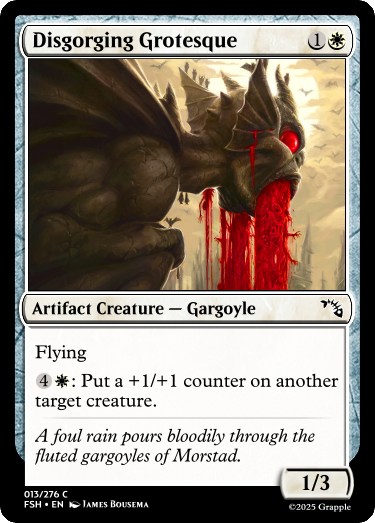 Disgorging Grotesque 1
Artifact Creature — Gargoyle
Flying
4: Put a +1/+1 counter on another
target creature.
A foul rain pours bloodily through the
fluted gargoyles of Morstad.
1/3
013/276 C
FSH • EN James Bousema
©2025 Grapple